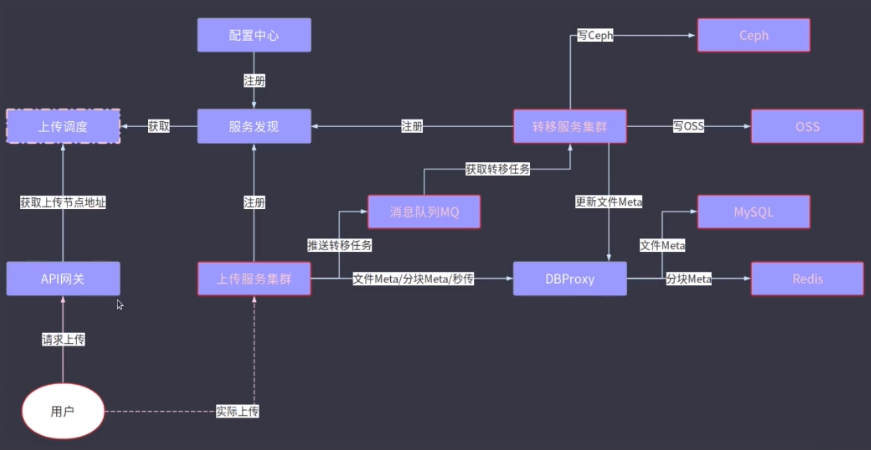 配置中心
写Ceph
Ceph
注册
上传调度
获取
服务发现
注册
转移服务集群
写OSS
OSS
获取转移任务
获取上传节点地址
注册
消息队列MQ
更新文件Meta
MySQL
推送转移任务
文件Meta
API网关
上传服务集群
文件Meta/分块Meta/秒传
DBProxy
分块Meta
Redis
请求上传
用户
实际上传